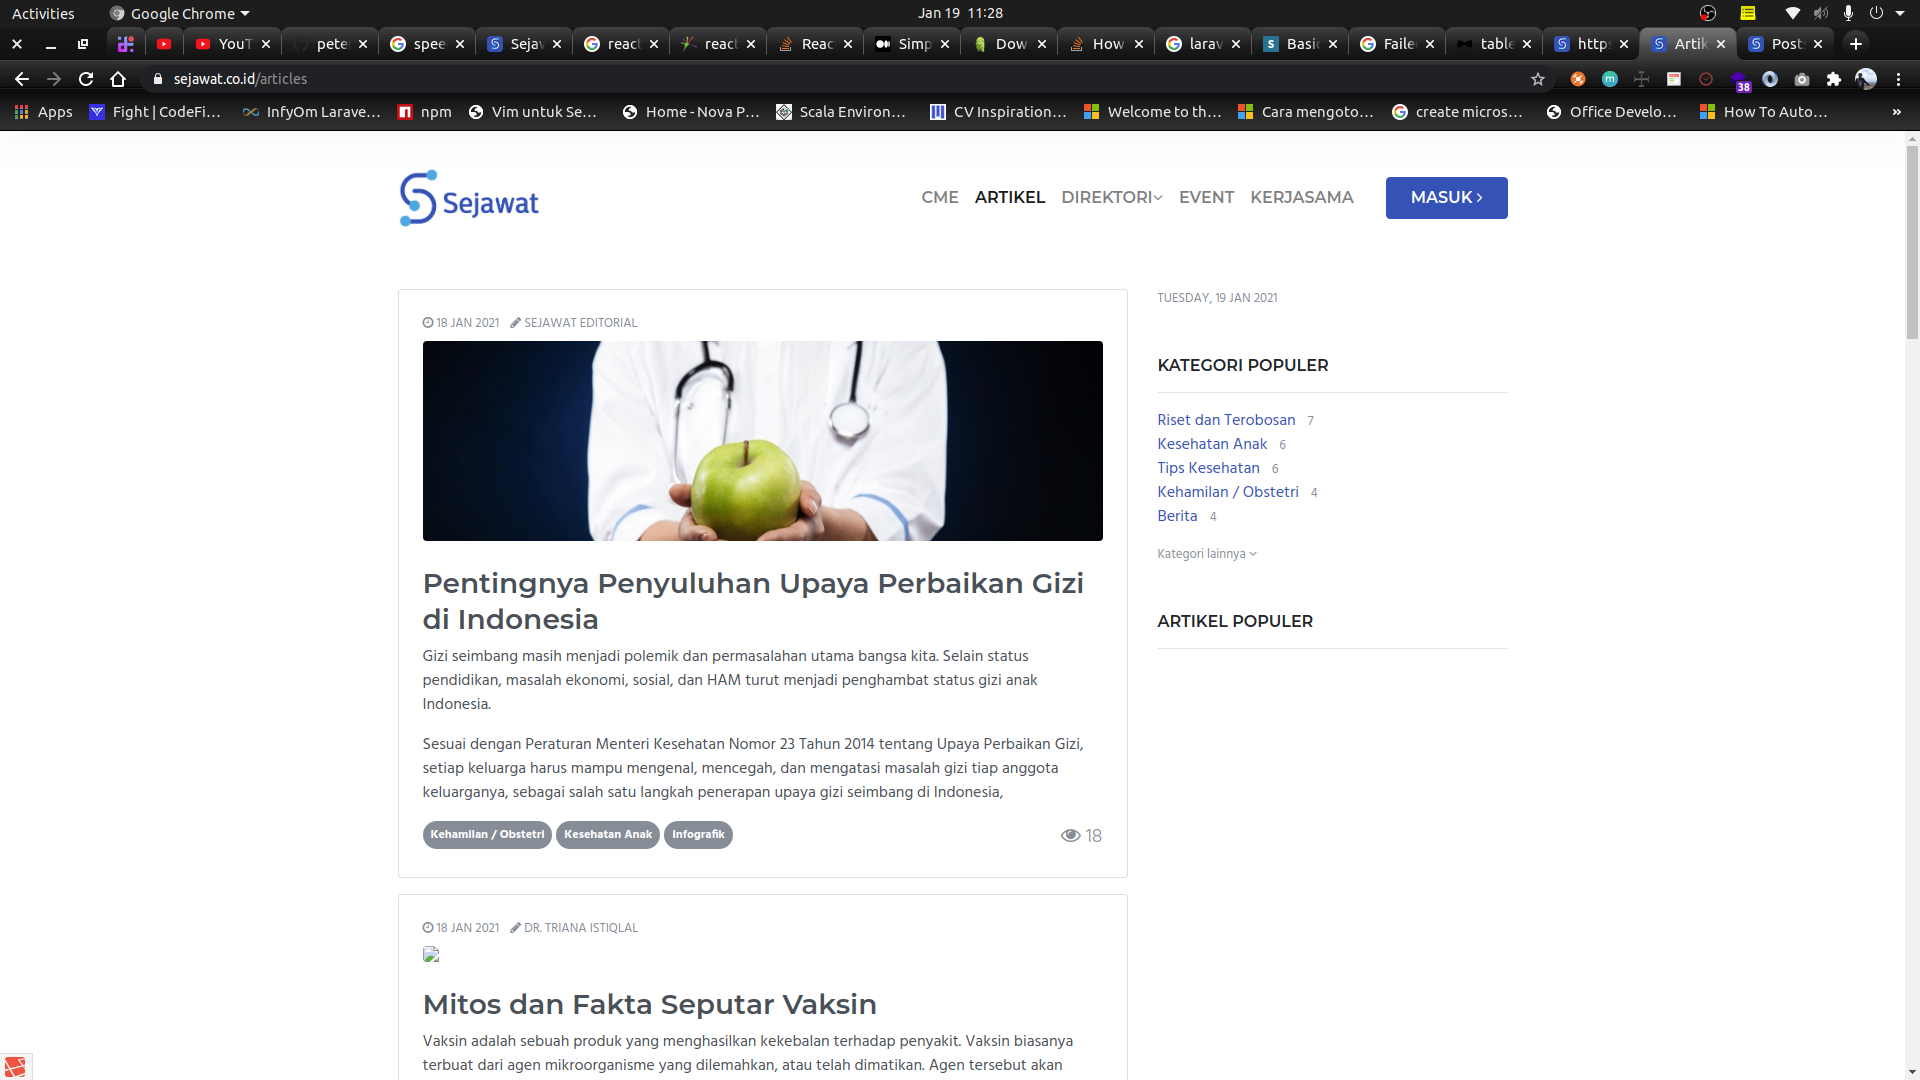 Activities
Google Chrome
Jan 19 11:28
YouT
pete
spee
Sejav
react
react
Reac
Simp
Dow
How
larav
Basic
Faile
table
http
Artik
Post
sejawat.co.id/articles
38
Apps
Fight | CodeFi...
InfyOm Larave...
npm
Vim untuk Se...
Home - Nova P...
Scala Environ...
CV Inspiration...
Welcome to th...
Cara mengoto...
create micros...
Office Develo...
How To Auto...
»
Sejawat
CME
ARTIKEL
DIREKTORI
EVENT
KERJASAMA
MASUK
18 JAN 2021 SEJAWAT EDITORIAL
Pentingnya Penyuluhan Upaya Perbaikan Gizi
di Indonesia
Gizi seimbang masih menjadi polemik dan permasalahan utama bangsa kita. Selain status
pendidikan, masalah ekonomi, sosial, dan HAM turut menjadi penghambat status gizi anak
Indonesia.
Sesuai dengan Peraturan Menteri Kesehatan Nomor 23 Tahun 2014 tentang Upaya Perbaikan Gizi,
setiap keluarga harus mampu mengenal, mencegah, dan mengatasi masalah gizi tiap anggota
keluarganya, sebagai salah satu langkah penerapan upaya gizi seimbang di Indonesia,
Kehamilan / Obstetri
Kesehatan Anak
Infografik
18
18 JAN 2021 DR. TRIANA ISTIQLAL
Mitos dan Fakta Seputar Vaksin
Vaksin adalah sebuah produk yang menghasilkan kekebalan terhadap penyakit. Vaksin biasanya
terbuat dari agen mikroorganisme yang dilemahkan, atau telah dimatikan. Agen tersebut akan
TUESDAY, 19 JAN 2021
KATEGORI POPULER
Riset dan Terobosan 7
Kesehatan Anak 6
Tips Kesehatan 6
Kehamilan / Obstetri 4
Berita 4
Kategori lainnya
ARTIKEL POPULER